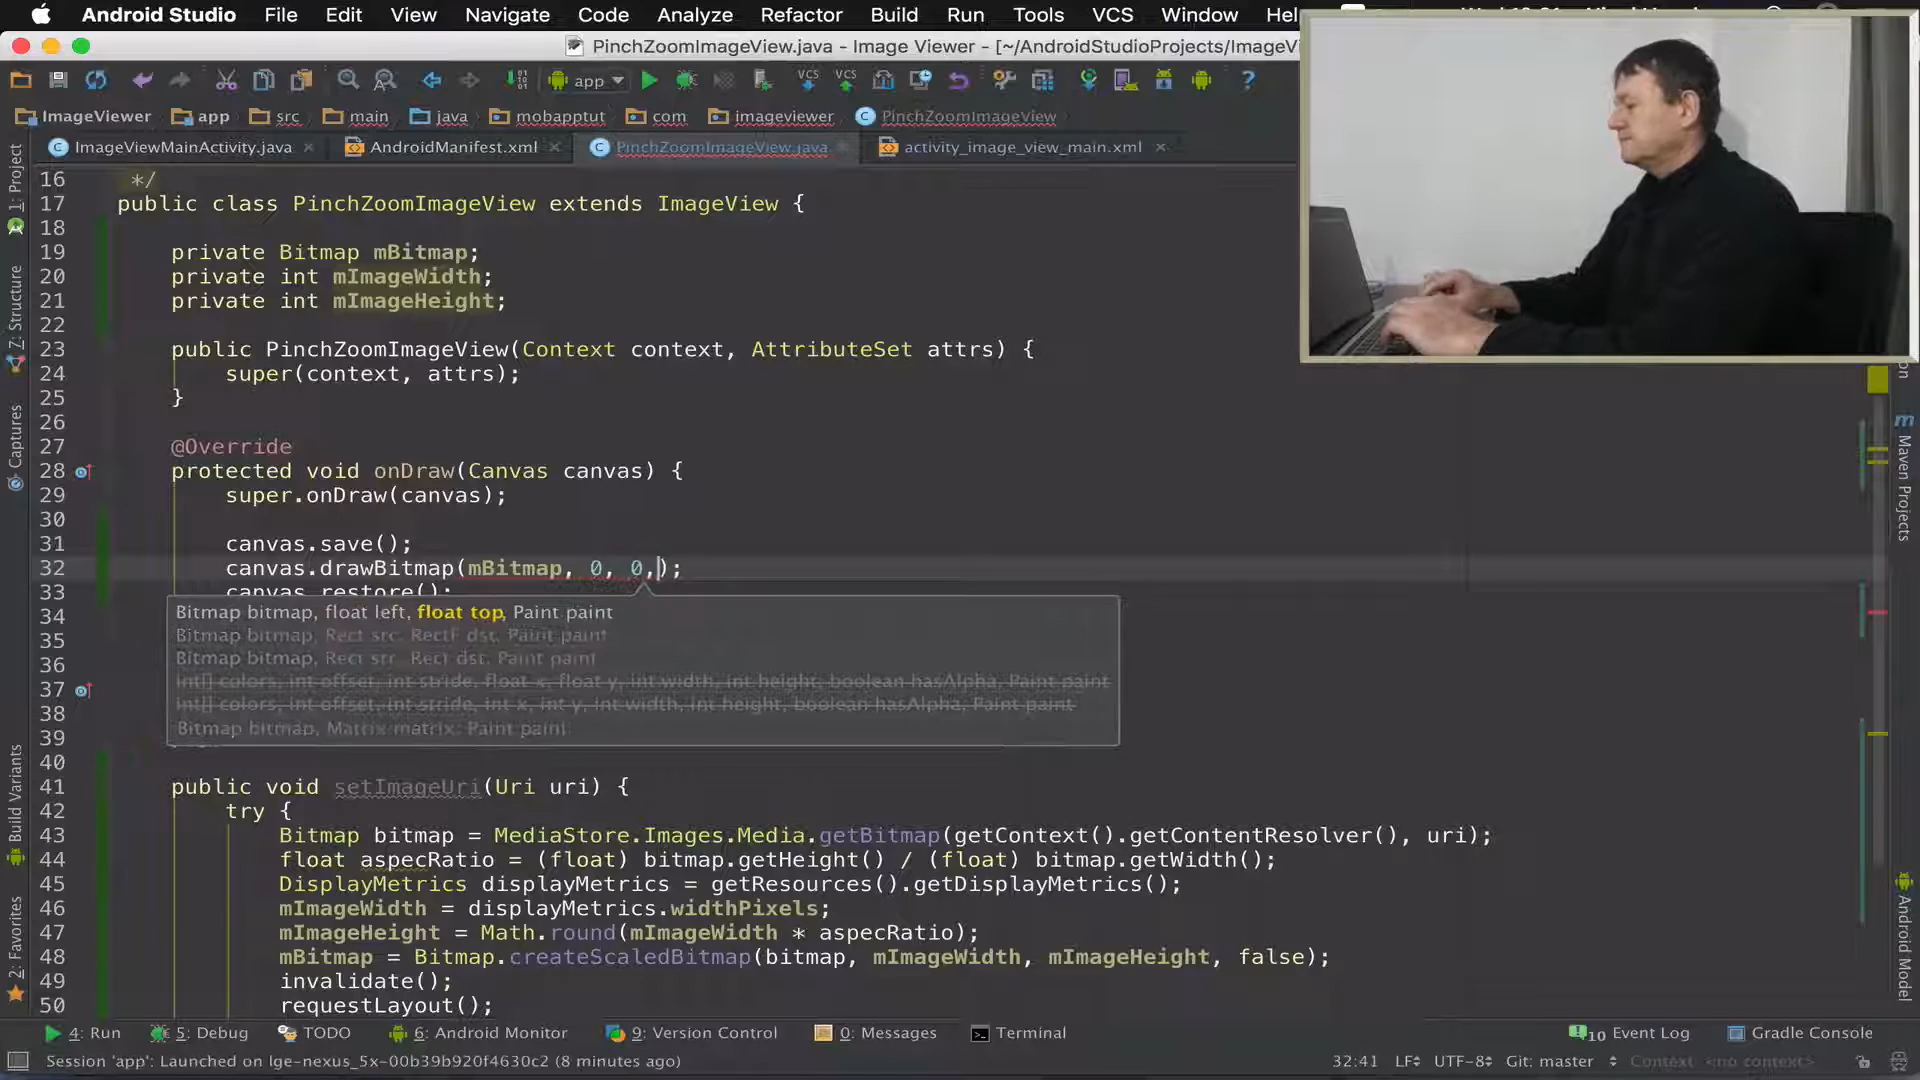 Android Studio File Edit View Navigate Code Analyze Refactor Build Run Tools VCS Window Hel
PinchZoomImageView.java - Image Viewer - [~/AndroidStudioProjects/ImageVi
app VCS VCS ?
ImageViewer app src main java mobapptut com imageviewer PinchZoomImageView
ImageViewMainActivity.java AndroidManifest.xml PinchZoomImageView.java activity_image_view_main.xml
1: Project
7: Structure
Captures
Build Variants
2: Favorites
16 */
17 public class PinchZoomImageView extends ImageView {
18
19 private Bitmap mBitmap;
20 private int mImageWidth;
21 private int mImageHeight;
22
23 public PinchZoomImageView(Context context, AttributeSet attrs) {
24 super(context, attrs);
25 }
26
27 @Override
28 protected void onDraw(Canvas canvas) {
29 super.onDraw(canvas);
30
31 canvas.save();
32 canvas.drawBitmap(mBitmap, 0, 0,);
33 canvas.restore();
34
35
36
37
38
39
40
Bitmap bitmap, float left, float top, Paint paint
Bitmap bitmap, Rect src, RectF dst, Paint paint
Bitmap bitmap, Rect src, Rect dst, Paint paint
int[] colors, int offset, int stride, float x, float y, int width, int height, boolean hasAlpha, Paint paint
int[] colors, int offset, int stride, int x, int y, int width, int height, boolean hasAlpha, Paint paint
Bitmap bitmap, Matrix matrix, Paint paint
41 public void setImageUri(Uri uri) {
42 try {
43 Bitmap bitmap = MediaStore.Images.Media.getBitmap(getContext().getContentResolver(), uri);
44 float aspecRatio = (float) bitmap.getHeight() / (float) bitmap.getWidth();
45 DisplayMetrics displayMetrics = getResources().getDisplayMetrics();
46 mImageWidth = displayMetrics.widthPixels;
47 mImageHeight = Math.round(mImageWidth * aspecRatio);
48 mBitmap = Bitmap.createScaledBitmap(bitmap, mImageWidth, mImageHeight, false);
49 invalidate();
50 requestLayout();
m
Maven Projects
Android Model
4: Run 5: Debug TODO 6: Android Monitor 9: Version Control 0: Messages Terminal 10 Event Log Gradle Console
Session 'app': Launched on lge-nexus_5x-00b39b920f4630c2 (8 minutes ago) 32:41 LF UTF-8 Git: master Context: <no context>